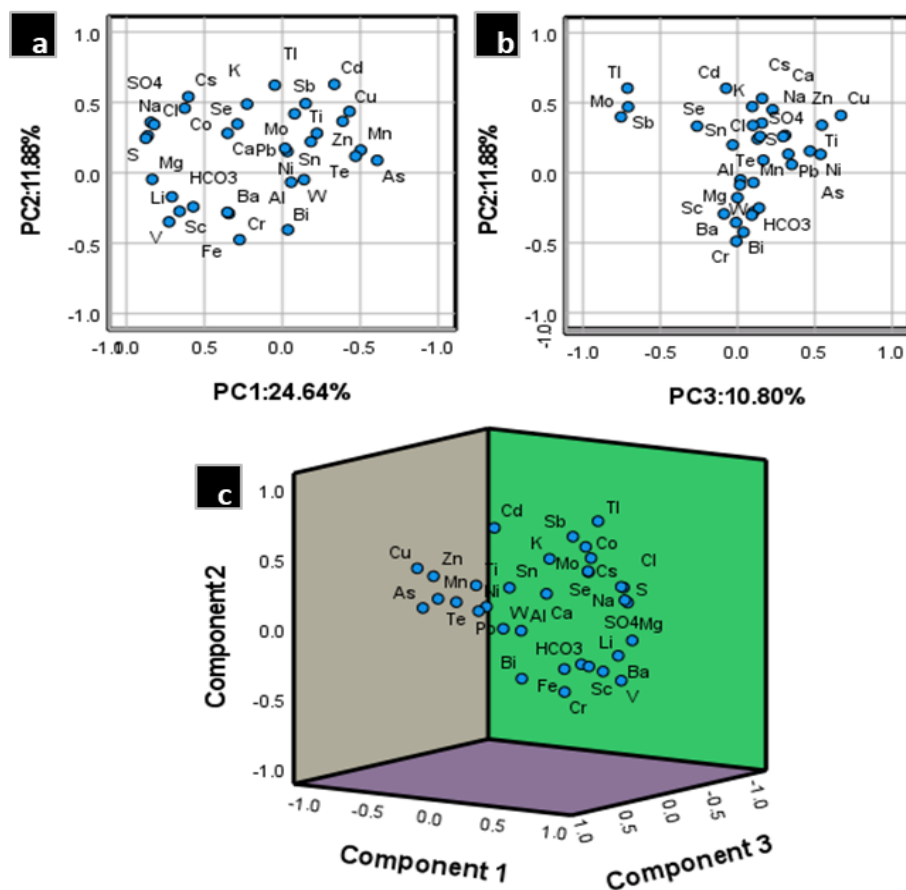 a
1.0
0.5
0.0
-0.5
-1.0
Tl
K
Cs
Cd
SO4
Sb
Cu
Na
Cl
Se
Ti
Co
Mo
Zn
Mn
S
Ca
Pb
Sn
Mg
HCO3
Ni
Te
As
Li
Ba
Al
W
Sc
Cr
Bi
V
Fe
0.5
0.0
-0.5
-1.0
PC2:11.88%
PC1:24.64%
b
1.0
0.5
0.0
-0.5
-1.0
Tl
Cd
Cs
Ca
K
Na
Zn
Cu
Mo
Se
SO4
Sb
Sn
Cl
S
Ti
Te
Al
Mn
Pb
Ni
Mg
As
Sc
W
HCO3
Ba
Cr
Bi
-1.0
-0.5
0.0
0.5
1.0
PC2:11.88%
PC3:10.80%
c
1.0
0.5
0.0
-0.5
-1.0
Cd
Tl
Sb
Cu
Zn
K
Co
Cl
Ti
Sn
Mo
Cs
As
Mn
Ni
Se
S
Te
Na
Pb
W
Al
Ca
SO4
Mg
Li
HCO3
Bi
Ba
Fe
Sc
V
Cr
Component 2
-1.0
-0.5
0.0
0.5
1.0
Component 1
1.0
0.5
0.0
-0.5
-1.0
Component 3